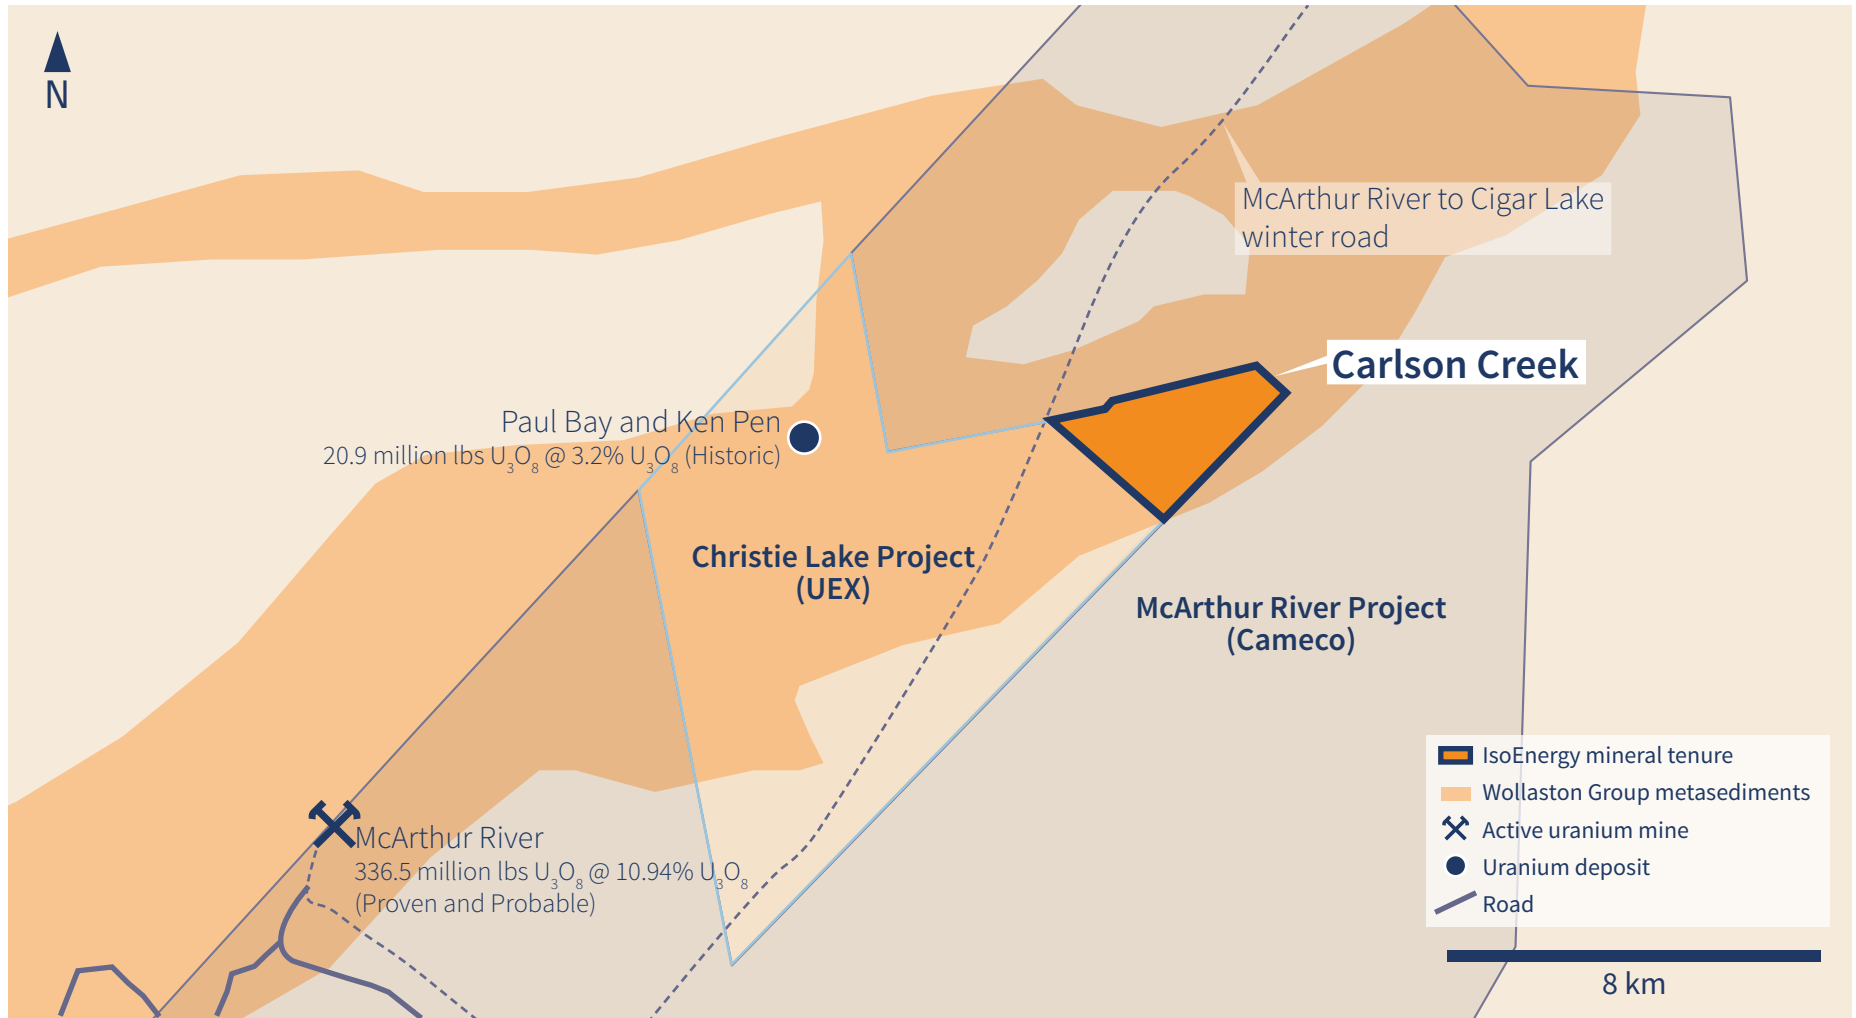 N
McArthur River to Cigar Lake
winter road
Carlson Creek
Paul Bay and Ken Pen
20.9 million lbs U₃O₈ @ 3.2% U₃O₈ (Historic)
Christie Lake Project
(UEX)
McArthur River Project
(Cameco)
McArthur River
336.5 million lbs U₃O₈ @ 10.94% U₃O₈
(Proven and Probable)
IsoEnergy mineral tenure
Wollaston Group metasediments
Active uranium mine
Uranium deposit
Road
8 km